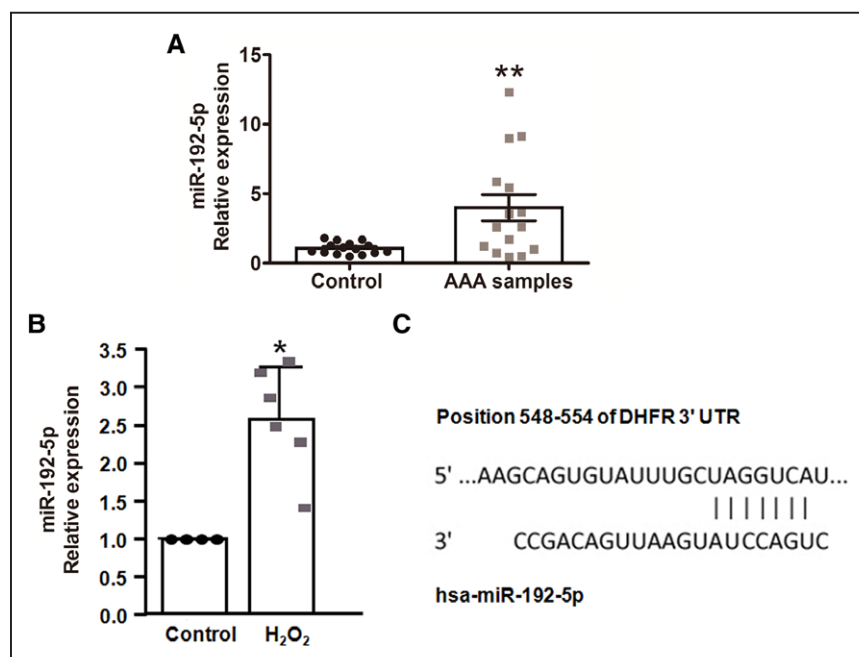 A
miR-192-5p
Relative expression
15
10
5
0
**
Control
AAA samples
B
miR-192-5p
Relative expression
3.5
3.0
2.5
2.0
1.5
1.0
0.5
0.0
*
Control
H₂O₂
C
Position 548-554 of DHFR 3' UTR
5' ...AAGCAGUGUAUUUGCUAGGUCAU...
3' CCGACAGUUAAGUAUCCAGUC
hsa-miR-192-5p